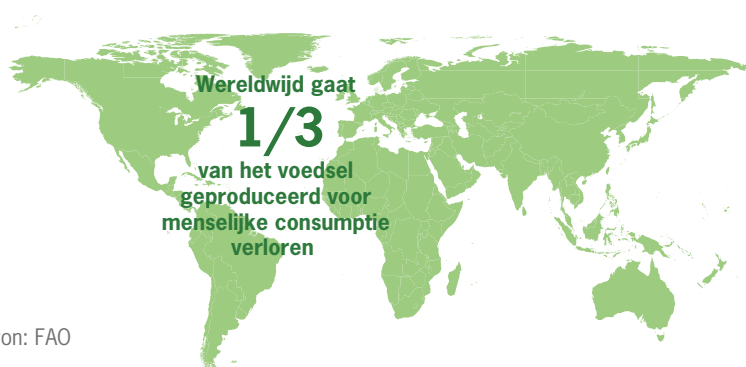 Wereldwijd gaat
1/3
van het voedsel
geproduceerd voor
menselijke consumptie
verloren
on: FAO